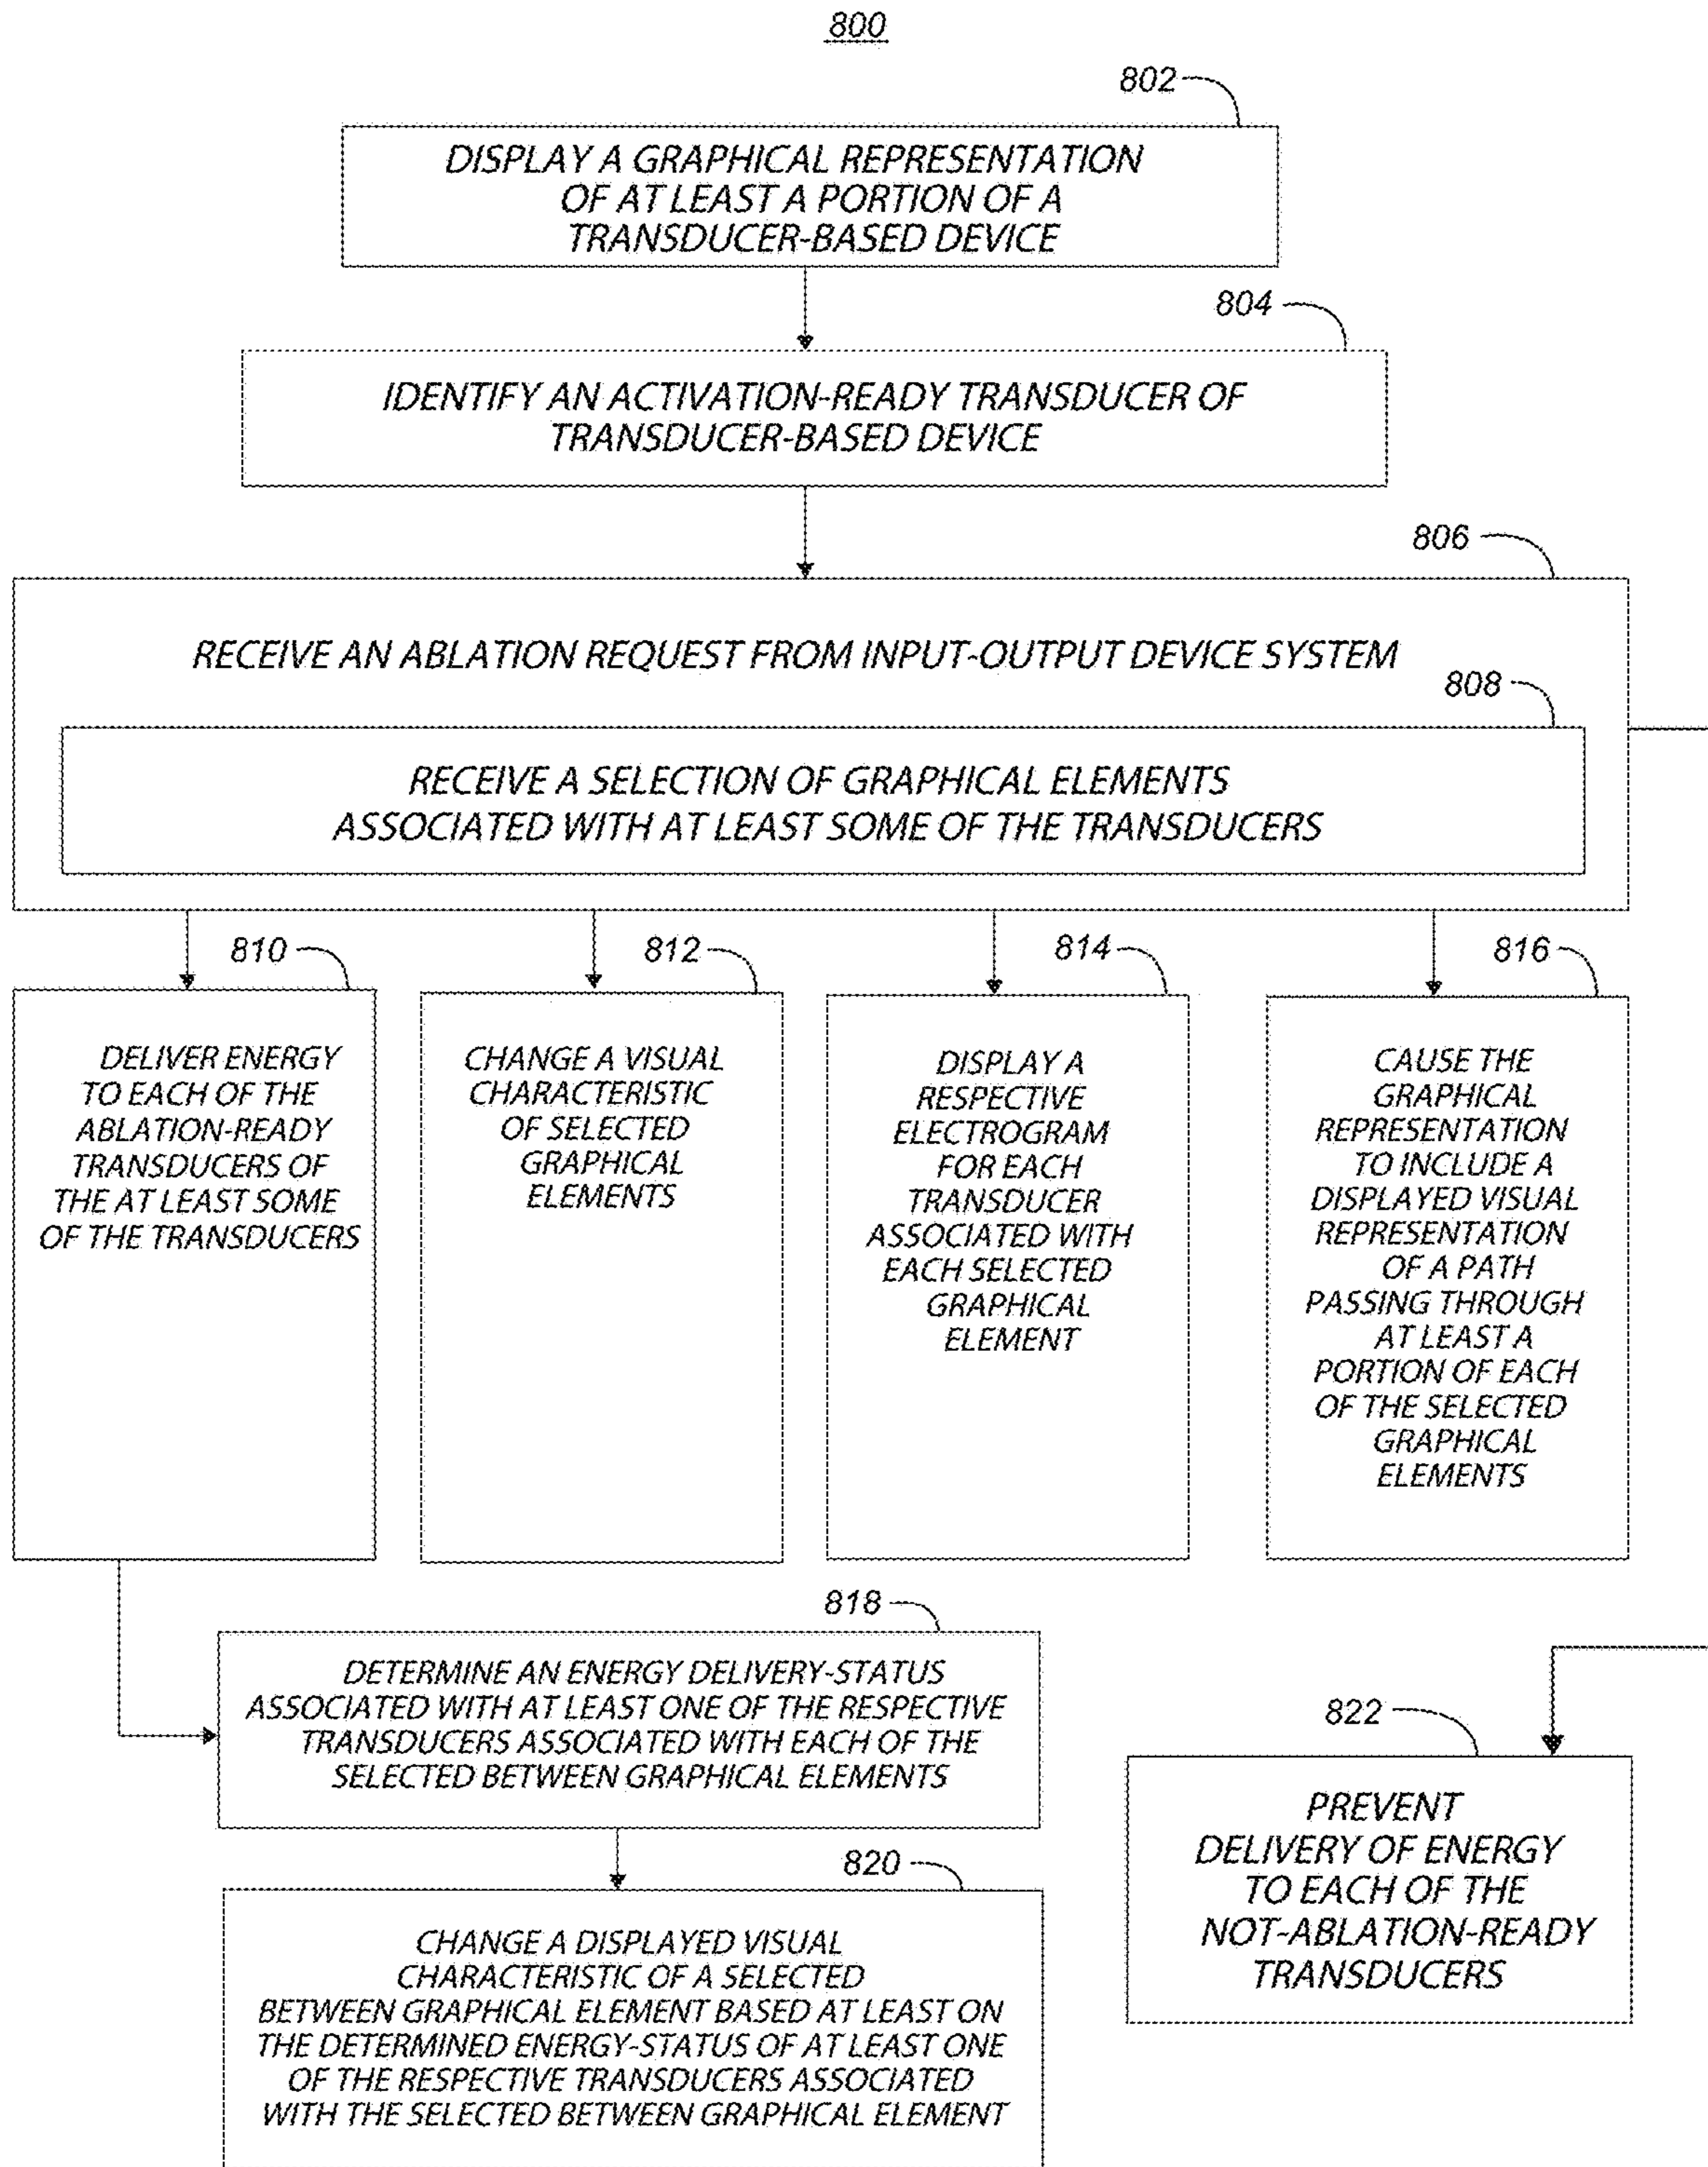 800
802
DISPLAY A GRAPHICAL REPRESENTATION
OF AT LEAST A PORTION OF A
TRANSDUCER-BASED DEVICE
804
IDENTIFY AN ACTIVATION-READY TRANSDUCER OF
TRANSDUCER-BASED DEVICE
806
RECEIVE AN ABLATION REQUEST FROM INPUT-OUTPUT DEVICE SYSTEM
808
RECEIVE A SELECTION OF GRAPHICAL ELEMENTS
ASSOCIATED WITH AT LEAST SOME OF THE TRANSDUCERS
810
DELIVER ENERGY
TO EACH OF THE
ABLATION-READY
TRANSDUCERS OF
THE AT LEAST SOME
OF THE TRANSDUCERS
812
CHANGE A VISUAL
CHARACTERISTIC
OF SELECTED
GRAPHICAL
ELEMENTS
814
DISPLAY A
RESPECTIVE
ELECTROGRAM
FOR EACH
TRANSDUCER
ASSOCIATED WITH
EACH SELECTED
GRAPHICAL
ELEMENT
816
CAUSE THE
GRAPHICAL
REPRESENTATION
TO INCLUDE A
DISPLAYED VISUAL
REPRESENTATION
OF A PATH
PASSING THROUGH
AT LEAST A
PORTION OF EACH
OF THE SELECTED
GRAPHICAL
ELEMENTS
818
DETERMINE AN ENERGY DELIVERY-STATUS
ASSOCIATED WITH AT LEAST ONE OF THE RESPECTIVE
TRANSDUCERS ASSOCIATED WITH EACH OF THE
SELECTED BETWEEN GRAPHICAL ELEMENTS
820
CHANGE A DISPLAYED VISUAL
CHARACTERISTIC OF A SELECTED
BETWEEN GRAPHICAL ELEMENT BASED AT LEAST ON
THE DETERMINED ENERGY-STATUS OF AT LEAST ONE
OF THE RESPECTIVE TRANSDUCERS ASSOCIATED
WITH THE SELECTED BETWEEN GRAPHICAL ELEMENT
822
PREVENT
DELIVERY OF ENERGY
TO EACH OF THE
NOT-ABLATION-READY
TRANSDUCERS